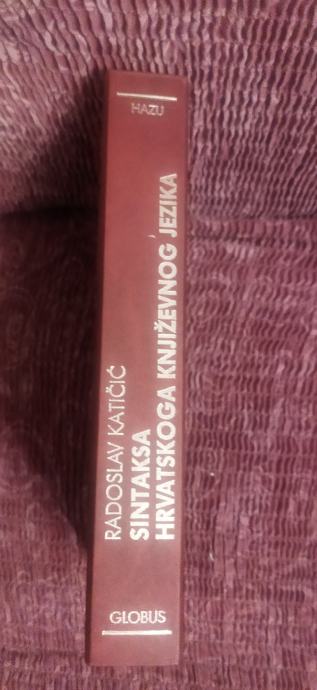 HAZU
RADOSLAV KATIČIĆ
SINTAKSA
HRVATSKOGA KNJIŽEVNOG JEZIKA
GLOBUS